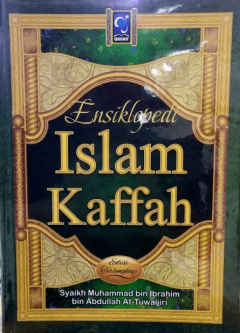 Ensiklopedi
Islam
Kaffah
Edisi
Terlengkap
Syaikh Muhammad bin Ibrahim
bin Abdullah At-Tuwaijiri